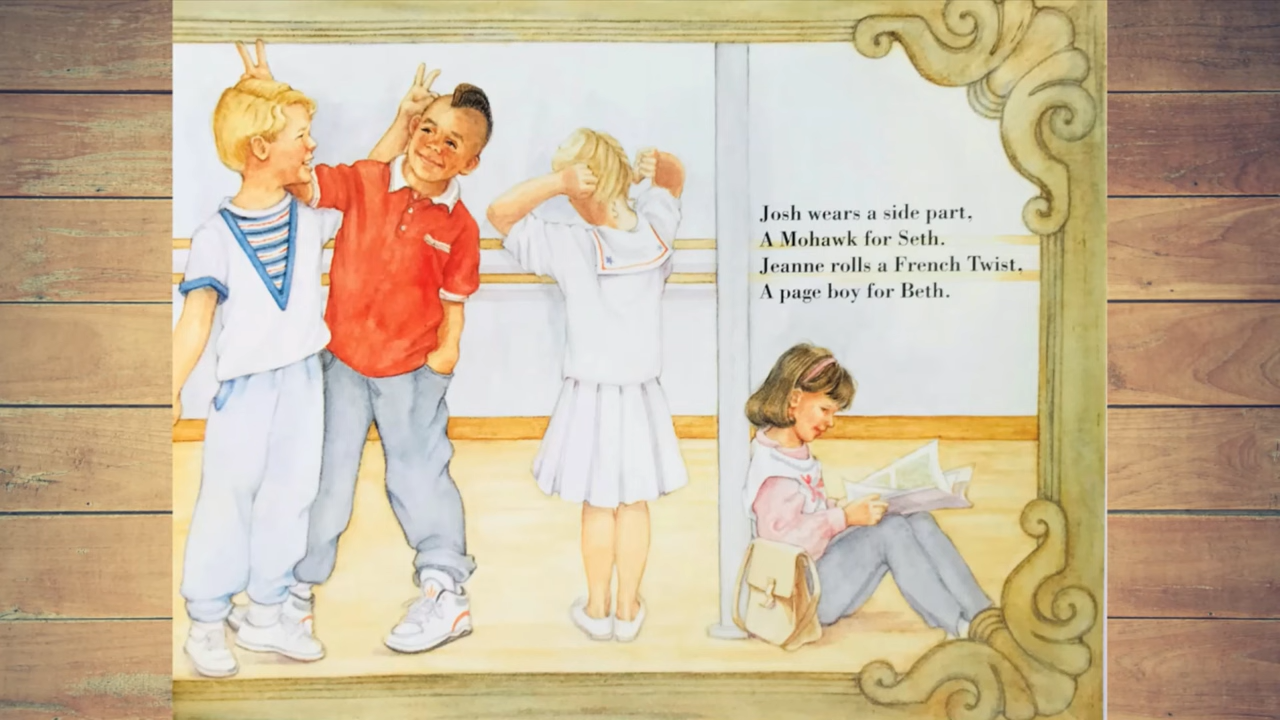 Josh wears a side part,
A Mohawk for Seth.
Jeanne rolls a French Twist,
A page boy for Beth.